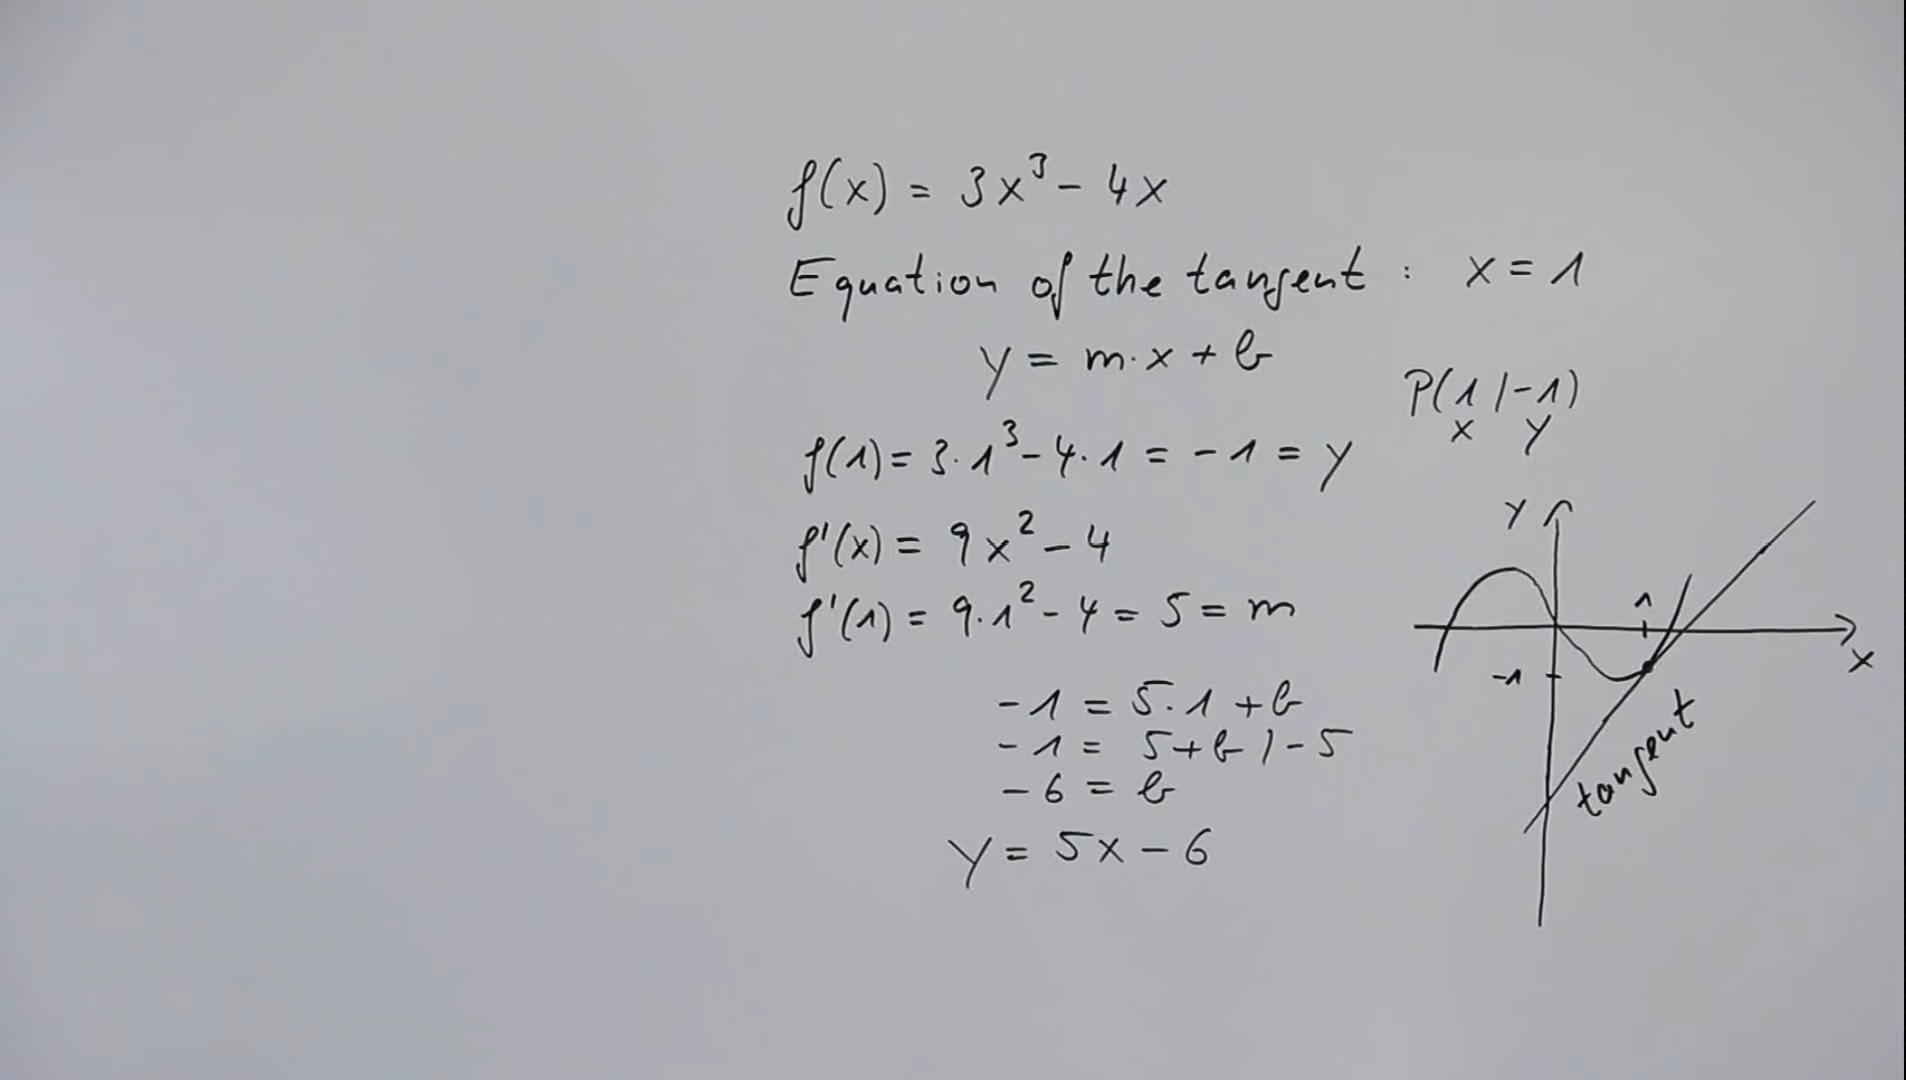 f(x) = 3x³ - 4x
Equation of the tangent : x = 1
y = m·x + b
P(1 | -1)
x y
f(1) = 3·1³ - 4·1 = -1 = y
f'(x) = 9x² - 4
f'(1) = 9·1² - 4 = 5 = m
-1 = 5·1 + b
-1 = 5 + b | -5
-6 = b
y = 5x - 6
y
1
x
-1
tangent